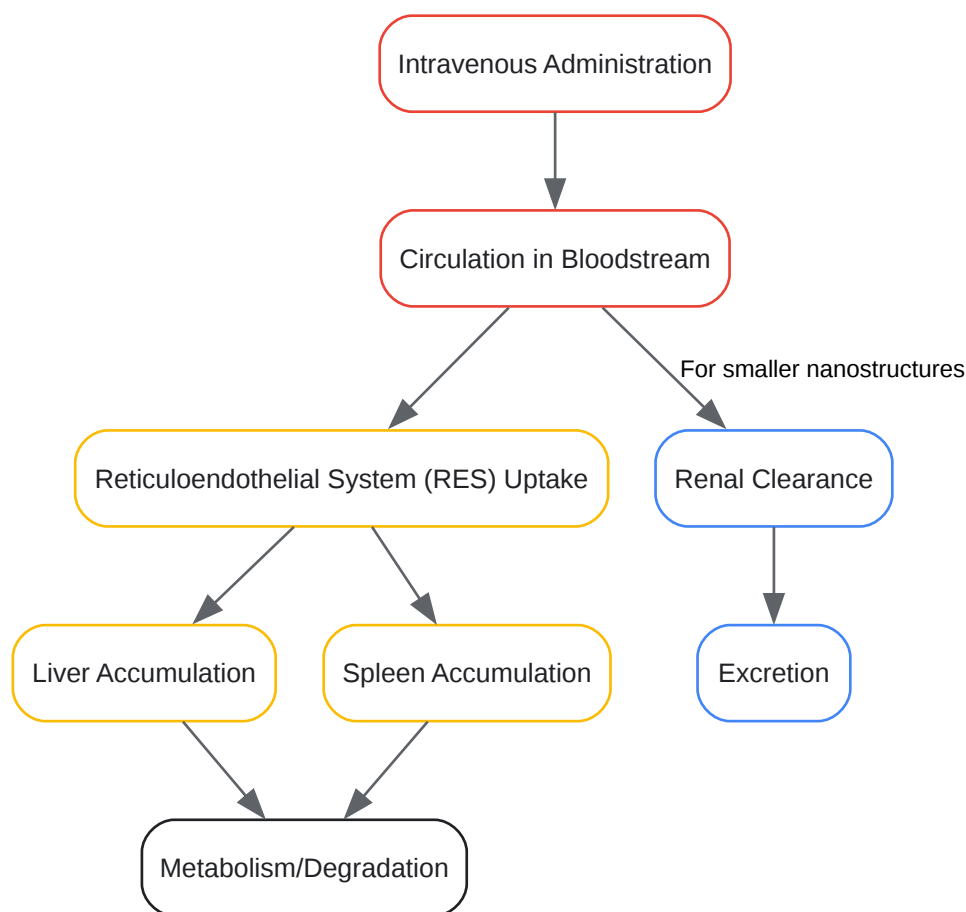 Intravenous Administration
Circulation in Bloodstream
For smaller nanostructures
Reticuloendothelial System (RES) Uptake
Renal Clearance
Liver Accumulation
Spleen Accumulation
Excretion
Metabolism/Degradation